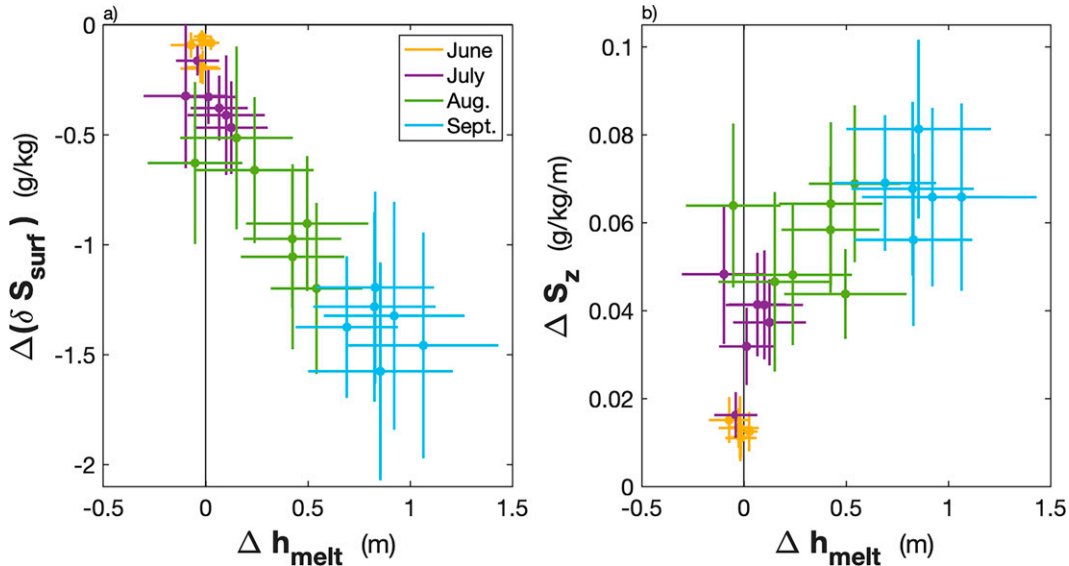 a)
0
-0.5
-1
-1.5
-2
Δ(δ S_surf) (g/kg)
June
July
Aug.
Sept.
-0.5 0 0.5 1 1.5
Δ h_melt (m)
b)
0.1
0.08
0.06
0.04
0.02
0
Δ S_z (g/kg/m)
-0.5 0 0.5 1 1.5
Δ h_melt (m)